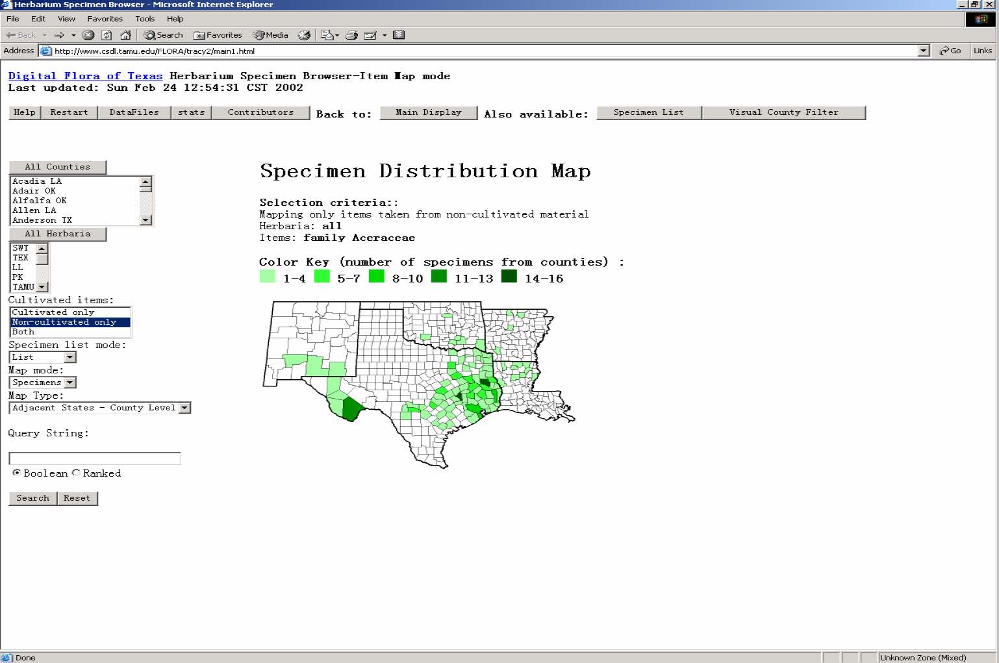 Herbarium Specimen Browser - Microsoft Internet Explorer
File Edit View Favorites Tools Help
Back Search Favorites Media
Address http://www.csdl.tamu.edu/FLORA/tracy2/main1.html Go Links
Digital Flora of Texas Herbarium Specimen Browser-Item Map mode
Last updated: Sun Feb 24 12:54:31 CST 2002
Help Restart DataFiles stats Contributors Back to: Main Display Also available: Specimen List Visual County Filter
All Counties
Acadia LA
Adair OK
Alfalfa OK
Allen LA
Anderson TX
All Herbaria
SWT
TEX
LL
PK
TAMU
Cultivated items:
Cultivated only
Non-cultivated only
Both
Specimen list mode:
List
Map mode:
Specimens
Map Type:
Adjacent States - County Level
Query String:
Boolean Ranked
Search Reset
Specimen Distribution Map
Selection criteria::
Mapping only items taken from non-cultivated material
Herbaria: all
Items: family Aceraceae
Color Key (number of specimens from counties) :
1-4 5-7 8-10 11-13 14-16
Done Unknown Zone (Mixed)